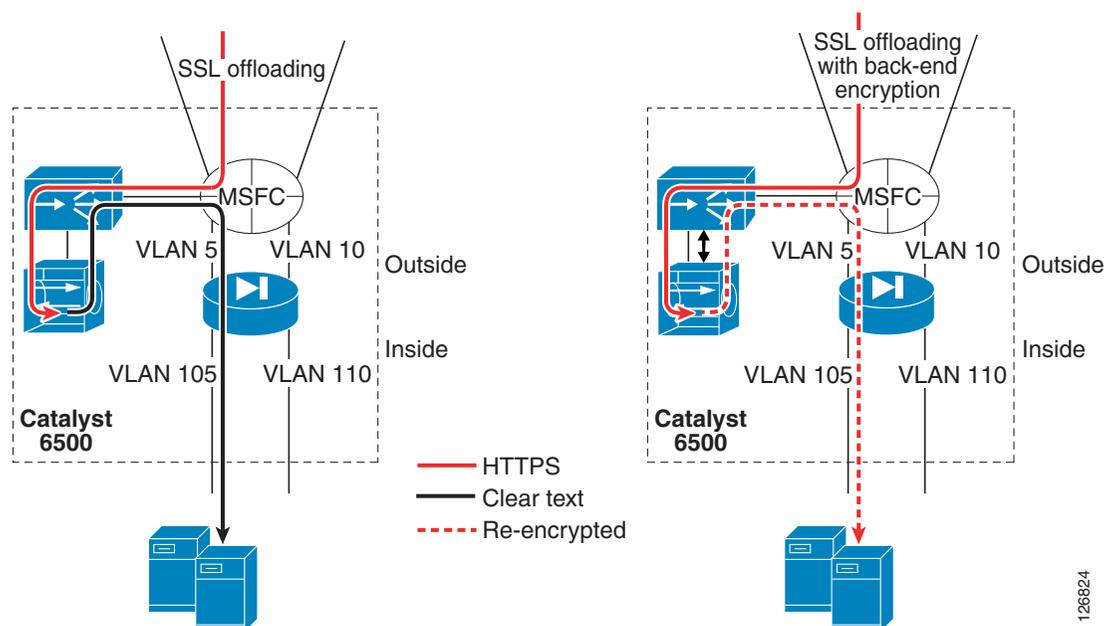 SSL offloading
MSFC
VLAN 5
VLAN 10
Outside
Inside
VLAN 105
VLAN 110
Catalyst
6500
HTTPS
Clear text
Re-encrypted
SSL offloading
with back-end
encryption
MSFC
VLAN 5
VLAN 10
Outside
Inside
VLAN 105
VLAN 110
Catalyst
6500
126824